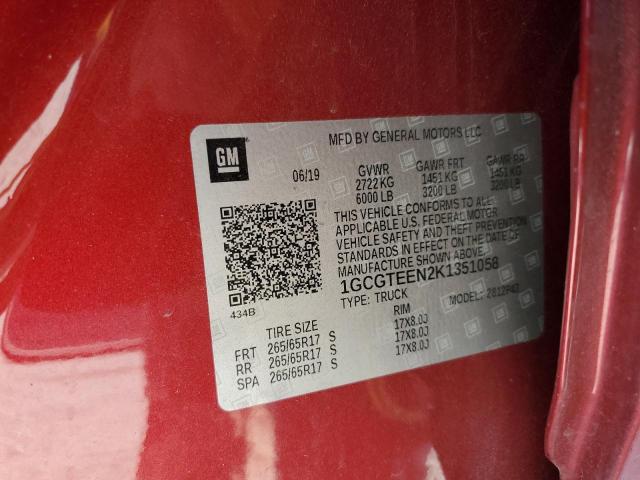 GM
MFD BY GENERAL MOTORS LLC
06/19 GVWR GAWR FRT GAWR RR
2722 KG 1451 KG 1451 KG
6000 LB 3200 LB 3200 LB
THIS VEHICLE CONFORMS TO ALL
APPLICABLE U.S. FEDERAL MOTOR
VEHICLE SAFETY AND THEFT PREVENTION
STANDARDS IN EFFECT ON THE DATE
OF MANUFACTURE SHOWN ABOVE.
1GCGTEEN2K1351058
434B TYPE: TRUCK MODEL:
TIRE SIZE RIM
FRT 265/65R17 S 17X8.0J
RR 265/65R17 S 17X8.0J
SPA 265/65R17 S 17X8.0J